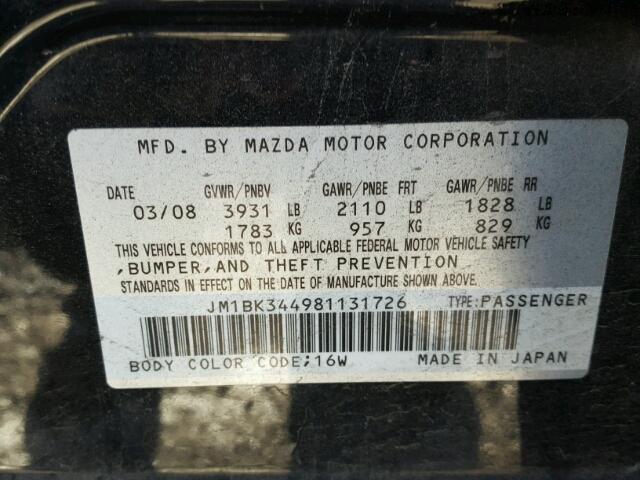 MFD. BY MAZDA MOTOR CORPORATION
DATE GVWR/PNBV GAWR/PNBE FRT GAWR/PNBE RR
03/08 3931 LB 2110 LB 1828 LB
1783 KG 957 KG 829 KG
THIS VEHICLE CONFORMS TO ALL APPLICABLE FEDERAL MOTOR VEHICLE SAFETY
,BUMPER,AND THEFT PREVENTION
STANDARDS IN EFFECT ON THE DATE OF MANUFACTURE SHOWN ABOVE.
JM1BK344981131726 TYPE:PASSENGER
BODY COLOR CODE;16W MADE IN JAPAN